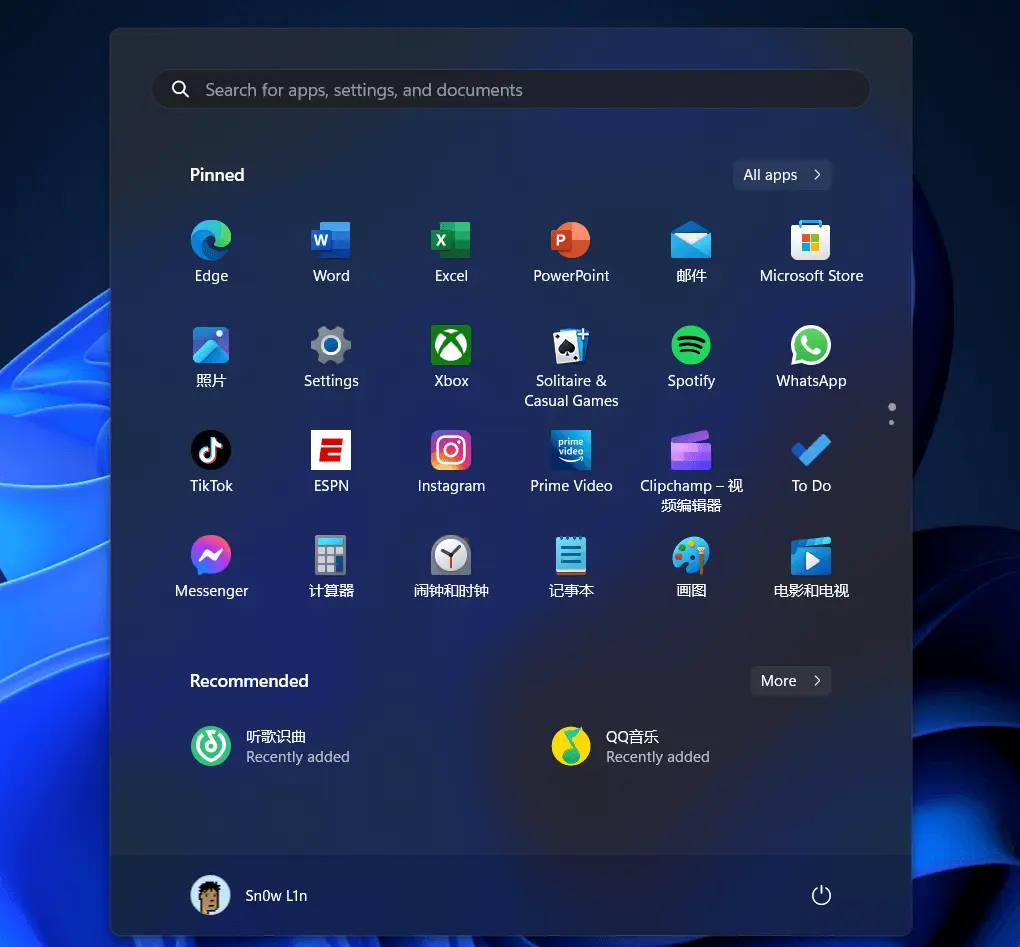 Search for apps, settings, and documents
Pinned
All apps
Edge
Word
Excel
PowerPoint
邮件
Microsoft Store
照片
Settings
Xbox
Solitaire &
Casual Games
Spotify
WhatsApp
prime
video
TikTok
ESPN
Instagram
Prime Video
Clipchamp – 视
频编辑器
To Do
Messenger
计算器
闹钟和时钟
记事本
画图
电影和电视
Recommended
More
听歌识曲
Recently added
QQ音乐
Recently added
Sn0w L1n